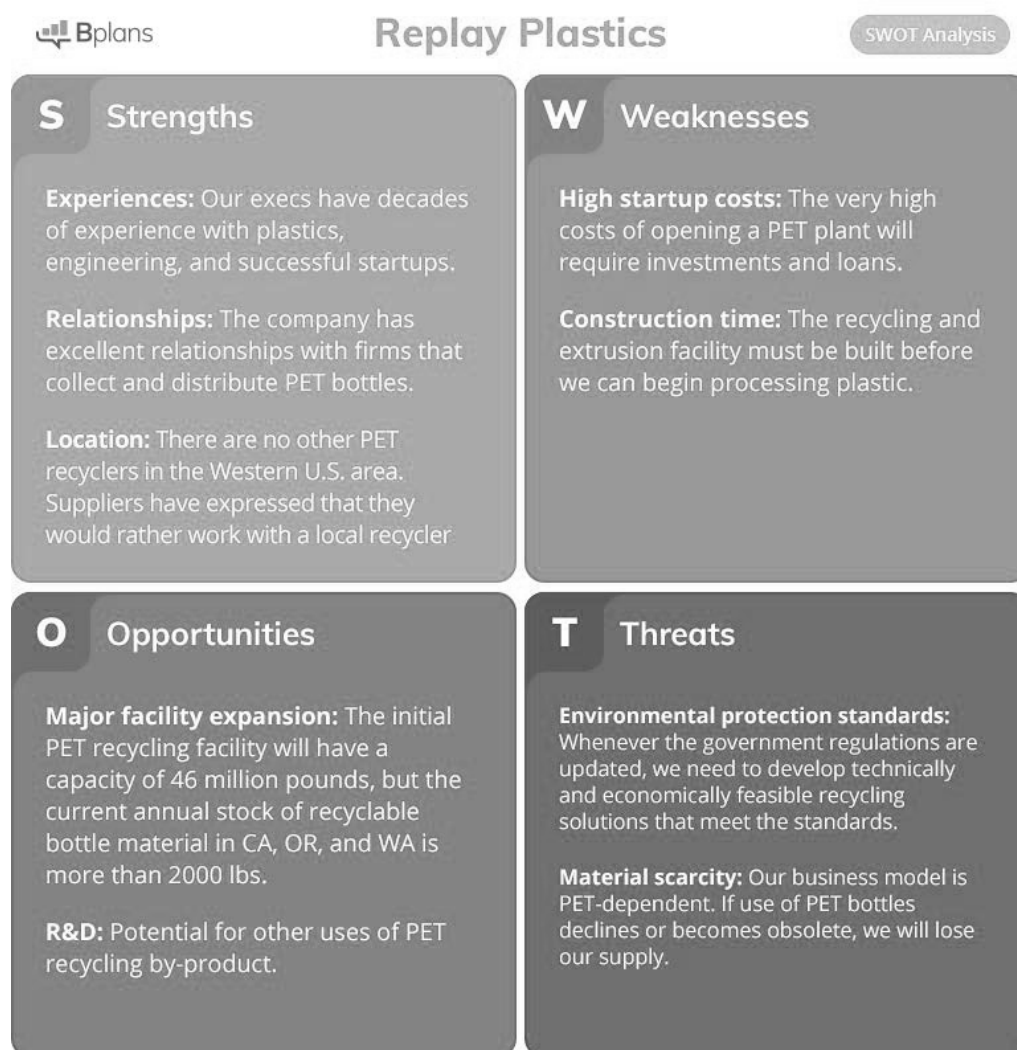 Bplans
Replay Plastics
SWOT Analysis
S Strengths
Experiences: Our execs have decades
of experience with plastics,
engineering, and successful startups.
Relationships: The company has
excellent relationships with firms that
collect and distribute PET bottles.
Location: There are no other PET
recyclers in the Western U.S. area.
Suppliers have expressed that they
would rather work with a local recycler
W Weaknesses
High startup costs: The very high
costs of opening a PET plant will
require investments and loans.
Construction time: The recycling and
extrusion facility must be built before
we can begin processing plastic.
O Opportunities
Major facility expansion: The initial
PET recycling facility will have a
capacity of 46 million pounds, but the
current annual stock of recyclable
bottle material in CA, OR, and WA is
more than 2000 lbs.
R&D: Potential for other uses of PET
recycling by-product.
T Threats
Environmental protection standards:
Whenever the government regulations are
updated, we need to develop technically
and economically feasible recycling
solutions that meet the standards.
Material scarcity: Our business model is
PET-dependent. If use of PET bottles
declines or becomes obsolete, we will lose
our supply.